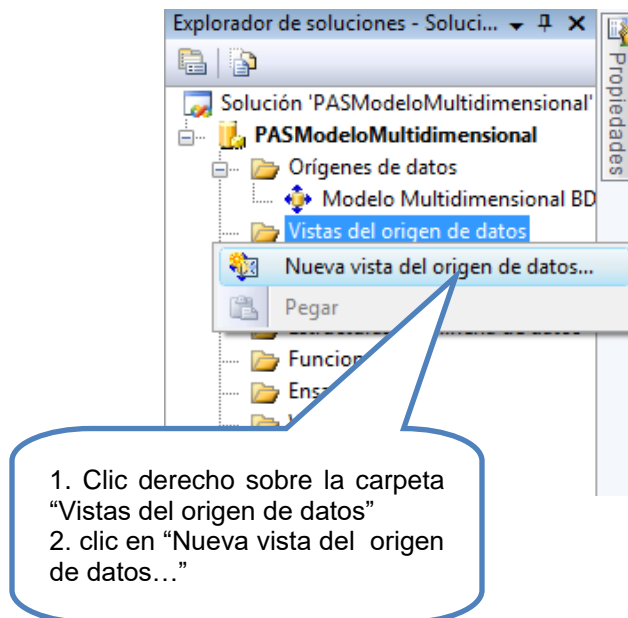 Explorador de soluciones - Soluci...
Propiedades
Solución 'PASModeloMultidimensional'
PASModeloMultidimensional
Orígenes de datos
Modelo Multidimensional BD
Vistas del origen de datos
Nueva vista del origen de datos...
Pegar
1. Clic derecho sobre la carpeta
“Vistas del origen de datos”
2. clic en “Nueva vista del origen
de datos…”